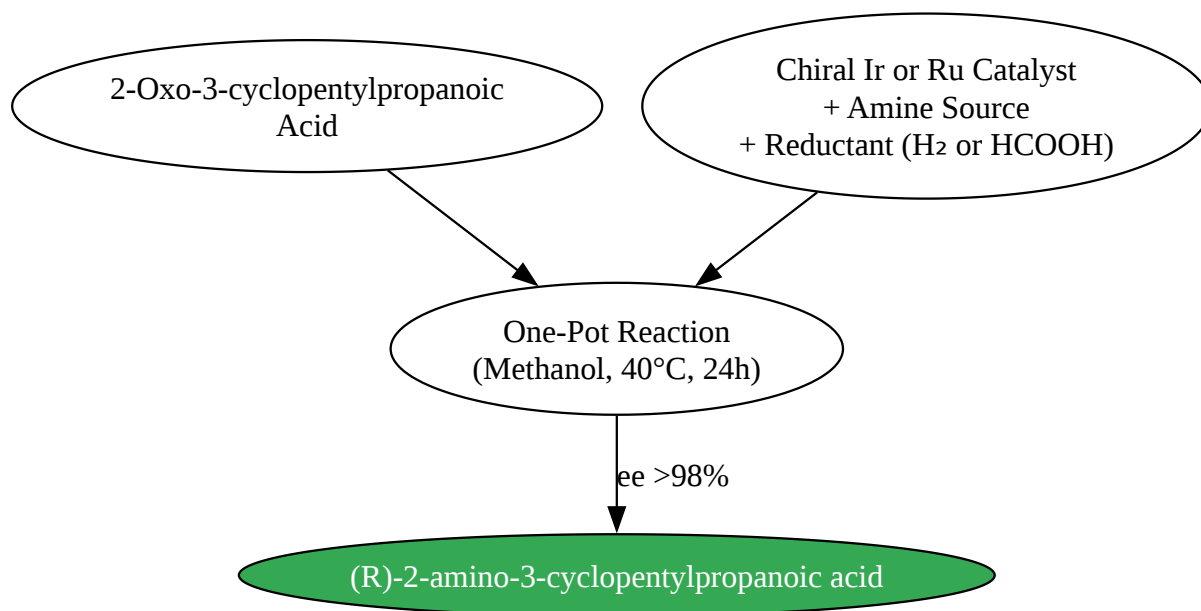 2-Oxo-3-cyclopentylpropanoic
Acid
Chiral Ir or Ru Catalyst
+ Amine Source
+ Reductant (H₂ or HCOOH)
One-Pot Reaction
(Methanol, 40°C, 24h)
ee >98%
(R)-2-amino-3-cyclopentylpropanoic acid